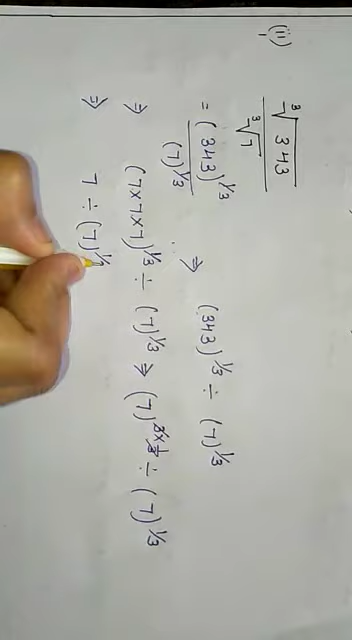 (ii) ∛343 / ∛7
= (343)^1/3 / (7)^1/3 ⇒ (343)^1/3 ÷ (7)^1/3
⇒ (7×7×7)^1/3 ÷ (7)^1/3 ⇒ (7)^3×1/3 ÷ (7)^1/3
⇒ 7 ÷ (7)^1/3